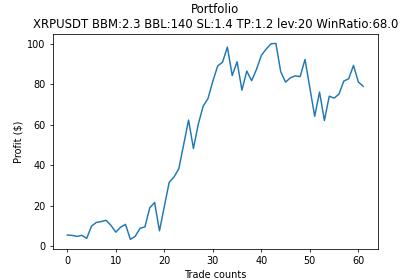 Portfolio
XRPUSDT BBM:2.3 BBL:140 SL:1.4 TP:1.2 lev:20 WinRatio:68.0
100
80
60
40
20
0
Profit ($)
0 10 20 30 40 50 60
Trade counts